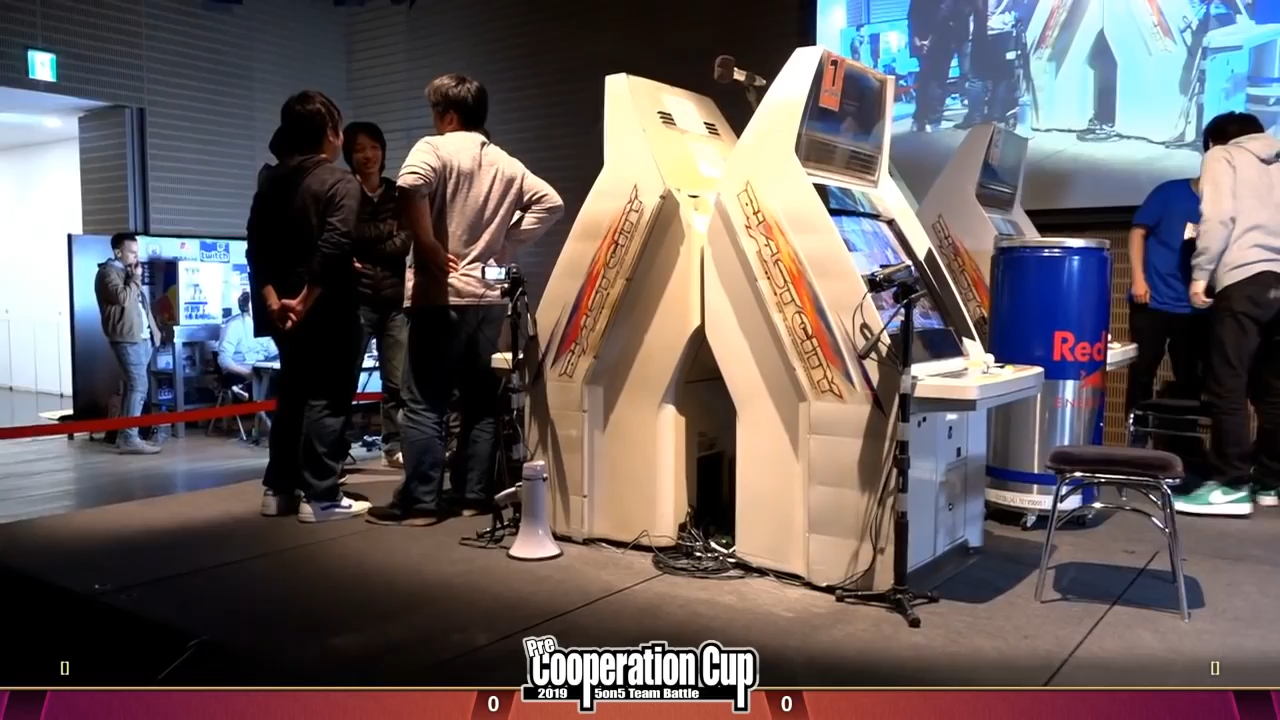 twitch
1
BLAST CITY
BLAST CITY
Red
[]
[]
Pre
Cooperation Cup
2019 5on5 Team Battle
0
0